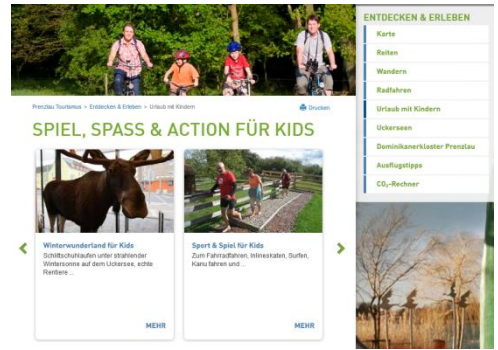 ENTDECKEN & ERLEBEN
Karte
Reiten
Wandern
Radfahren
Urlaub mit Kindern
Uckerseen
Dominikanerkloster Prenzlau
Ausflugstipps
CO₂-Rechner
Prenzlau Tourismus > Entdecken & Erleben > Urlaub mit Kindern
Drucken
SPIEL, SPASS & ACTION FÜR KIDS
Winterwunderland für Kids
Schlittschuhlaufen unter strahlender
Wintersonne auf dem Uckersee, echte
Rentiere ...
MEHR
Sport & Spiel für Kids
Zum Fahrradfahren, Inlineskaten, Surfen,
Kanu fahren und ...
MEHR